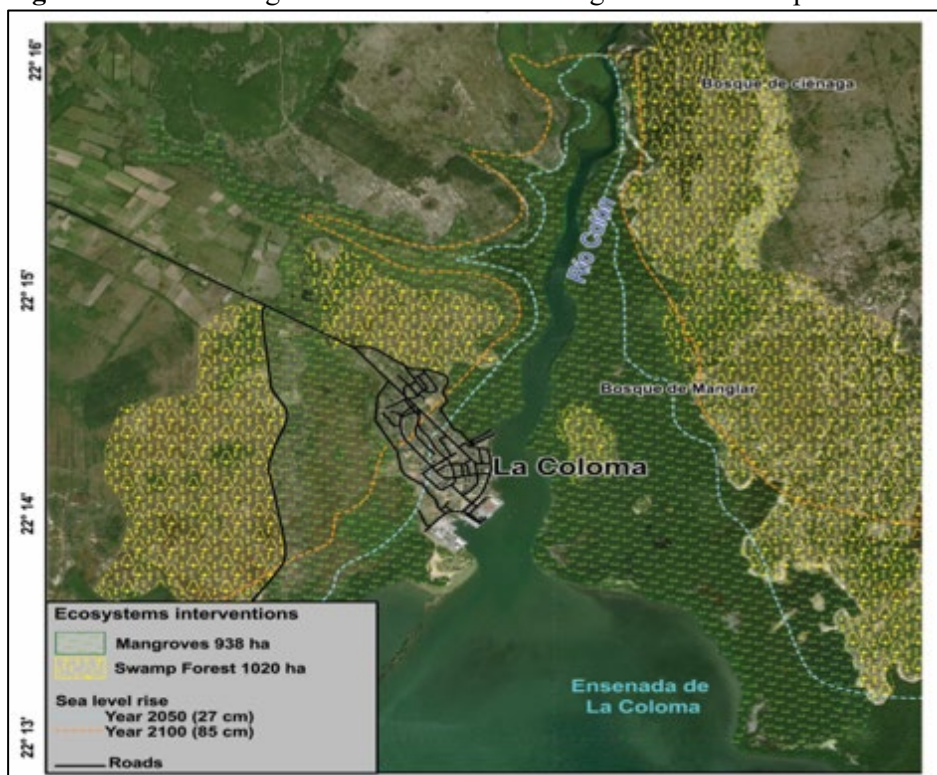 22° 16'
Bosque de ciénaga
Río Colón
22° 15'
Bosque de Manglar
La Coloma
22° 14'
Ecosystems interventions
Mangroves 938 ha
Swamp Forest 1020 ha
Sea level rise
Year 2050 (27 cm)
Year 2100 (85 cm)
Roads
Ensenada de
La Coloma
22° 13'